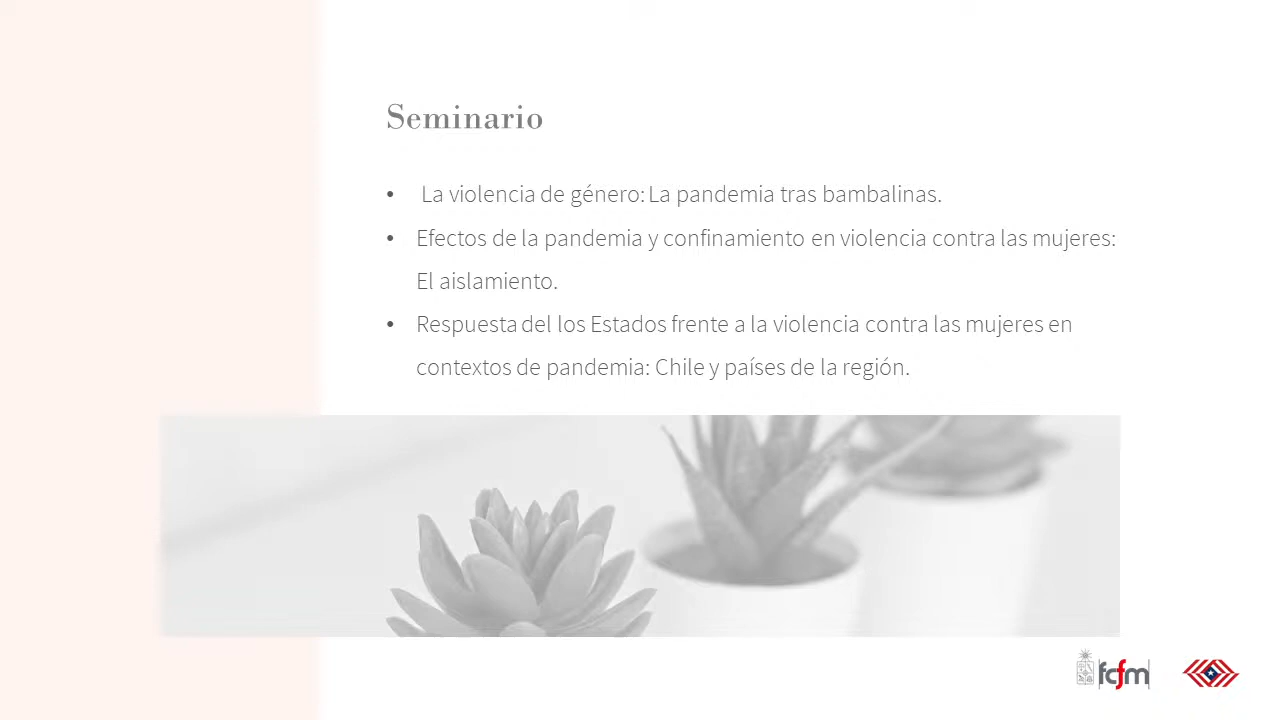 Seminario
• La violencia de género: La pandemia tras bambalinas.
• Efectos de la pandemia y confinamiento en violencia contra las mujeres:
El aislamiento.
• Respuesta del los Estados frente a la violencia contra las mujeres en
contextos de pandemia: Chile y países de la región.
fcfm